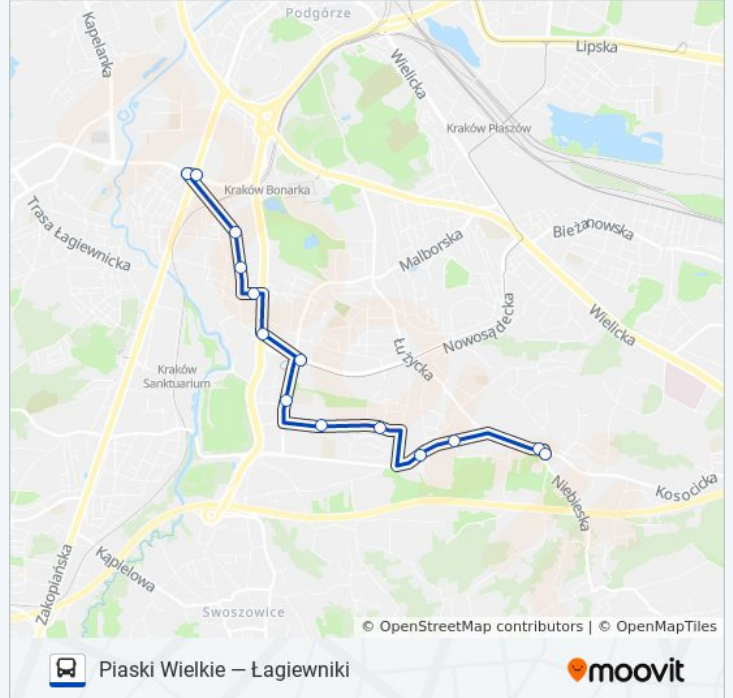 Podgórze
Kapelanka
Lipska
Wielicka
Kraków Płaszów
Kraków Bonarka
Trasa Łagiewnicka
Bieżanowska
Malborska
Wielicka
Nowosądecka
Łużycka
Kraków
Sanktuarium
Niebieska
Kosocicka
Zakopiańska
Kąpielowa
Swoszowice
© OpenStreetMap contributors | © OpenMapTiles
Piaski Wielkie — Łagiewniki
moovit